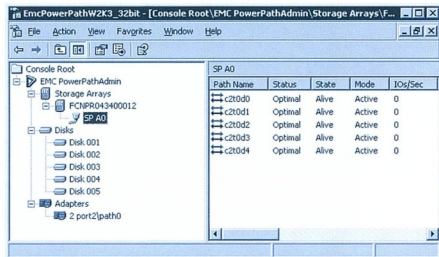 EmcPowerPathW2K3_32bit - [Console Root\EMC PowerPathAdmin\Storage Arrays\F...
File Action View Favorites Window Help
Console Root
EMC PowerPathAdmin
Storage Arrays
FCNPR043400012
SP A0
Disks
Disk 001
Disk 002
Disk 003
Disk 004
Disk 005
Adapters
2 port2\path0
SP A0
Path Name Status State Mode IOs/Sec
c2t0d0 Optimal Alive Active 0
c2t0d1 Optimal Alive Active 0
c2t0d2 Optimal Alive Active 0
c2t0d3 Optimal Alive Active 0
c2t0d4 Optimal Alive Active 0